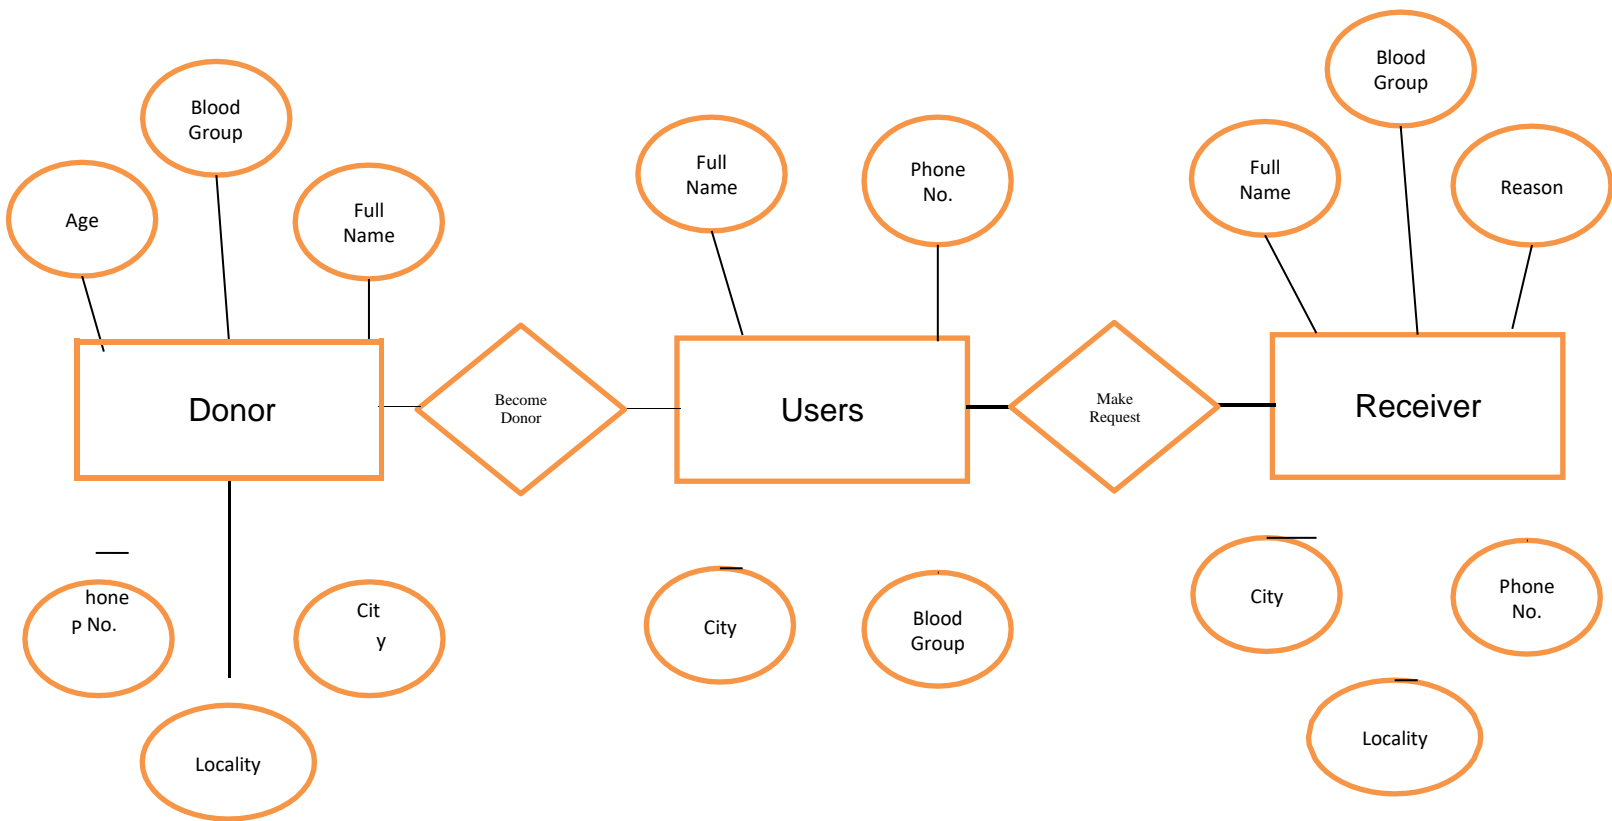 Blood
Group
Age
Full
Name
Full
Name
Phone
No.
Blood
Group
Full
Name
Reason
Donor
Become
Donor
Users
Make
Request
Receiver
hone
P No.
Cit
y
Locality
City
Blood
Group
City
Phone
No.
Locality